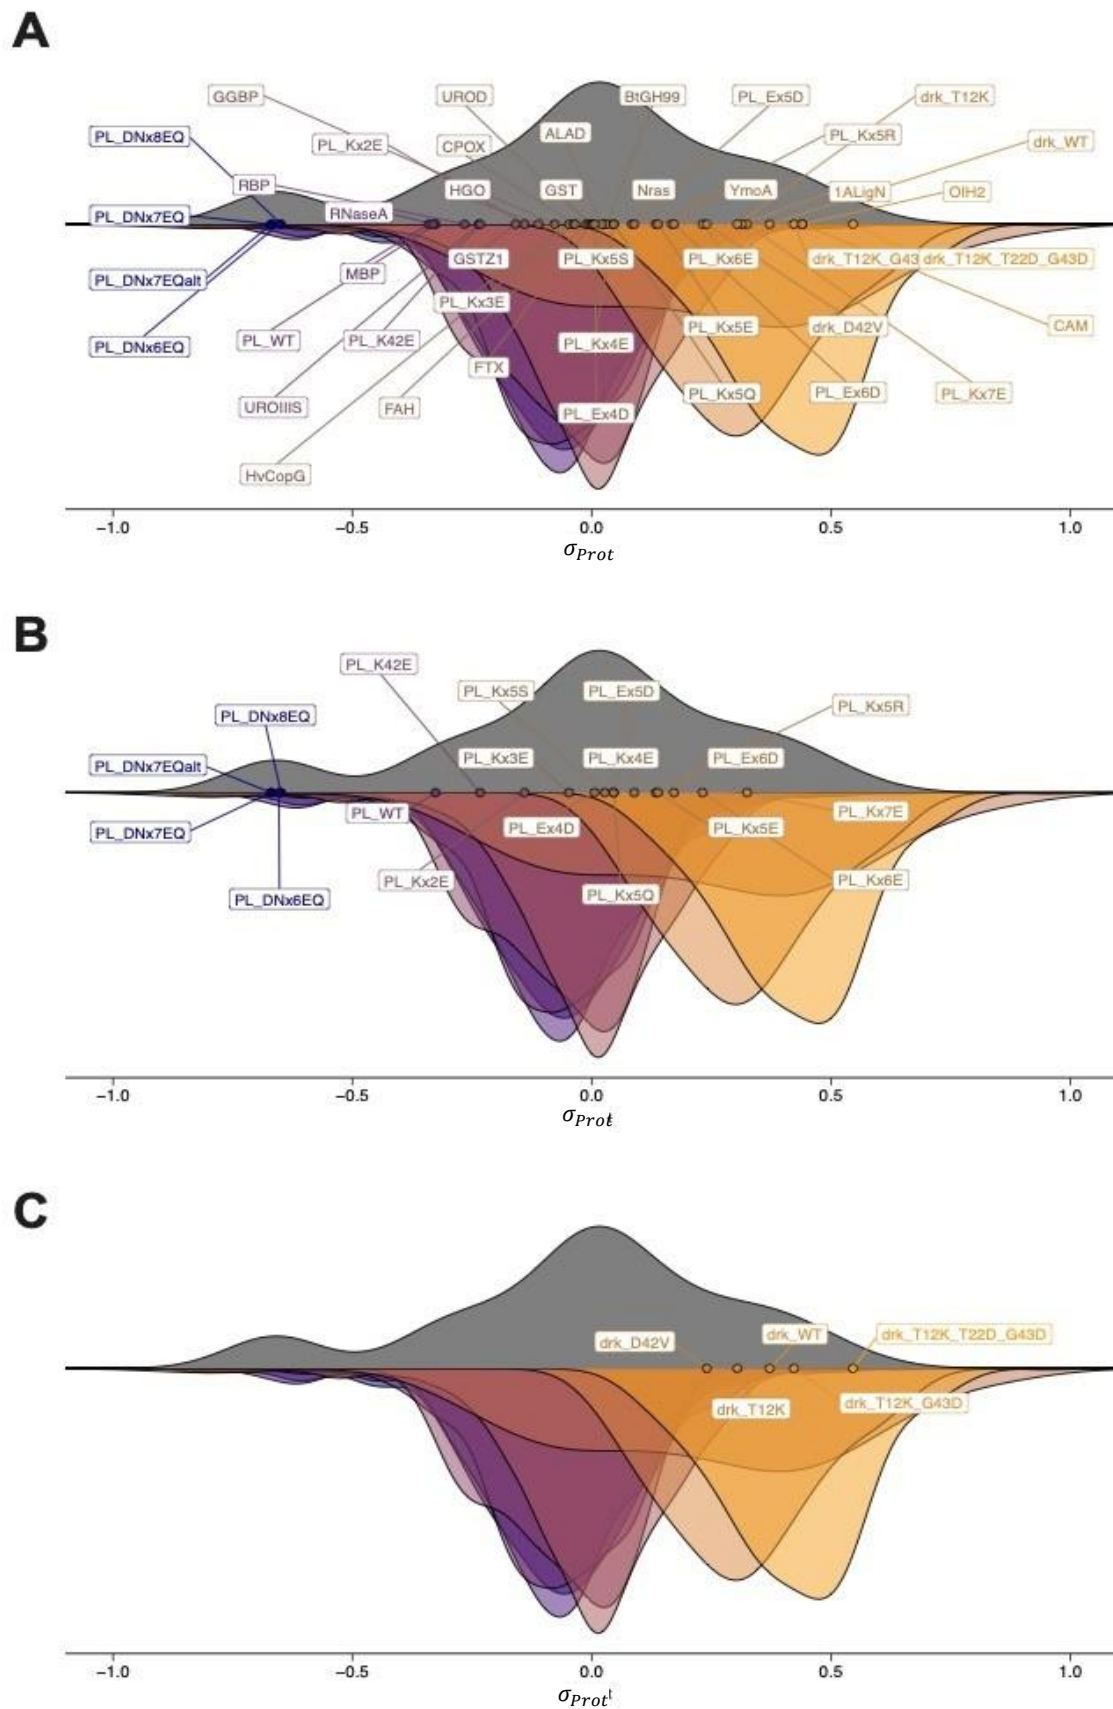 A
GGBP UROD BtGH99 PL_Ex5D drk_T12K
PL_DNx8EQ PL_Kx2E CPOX ALAD PL_Kx5R drk_WT
RBP HGO GST Nras YmoA 1ALigN OIH2
PL_DNx7EQ RNaseA
PL_DNx7EQalt MBP GSTZ1 PL_Kx5S PL_Kx6E drk_T12K_G43 drk_T12K_T22D_G43D
PL_Kx3E
PL_DNx6EQ PL_WT PL_K42E PL_Kx4E PL_Kx5E drk_D42V CAM
FTX
UROIIIS FAH PL_Ex4D PL_Kx5Q PL_Ex6D PL_Kx7E
HvCopG
−1.0 −0.5 0.0 0.5 1.0
σProt
B
PL_K42E
PL_DNx8EQ PL_Kx5S PL_Ex5D PL_Kx5R
PL_DNx7EQalt PL_Kx3E PL_Kx4E PL_Ex6D
PL_DNx7EQ PL_WT PL_Ex4D PL_Kx5E PL_Kx7E
PL_DNx6EQ PL_Kx2E PL_Kx5Q PL_Kx6E
−1.0 −0.5 0.0 0.5 1.0
σProt
C
drk_D42V drk_WT drk_T12K_T22D_G43D
drk_T12K drk_T12K_G43D
−1.0 −0.5 0.0 0.5 1.0
σProt